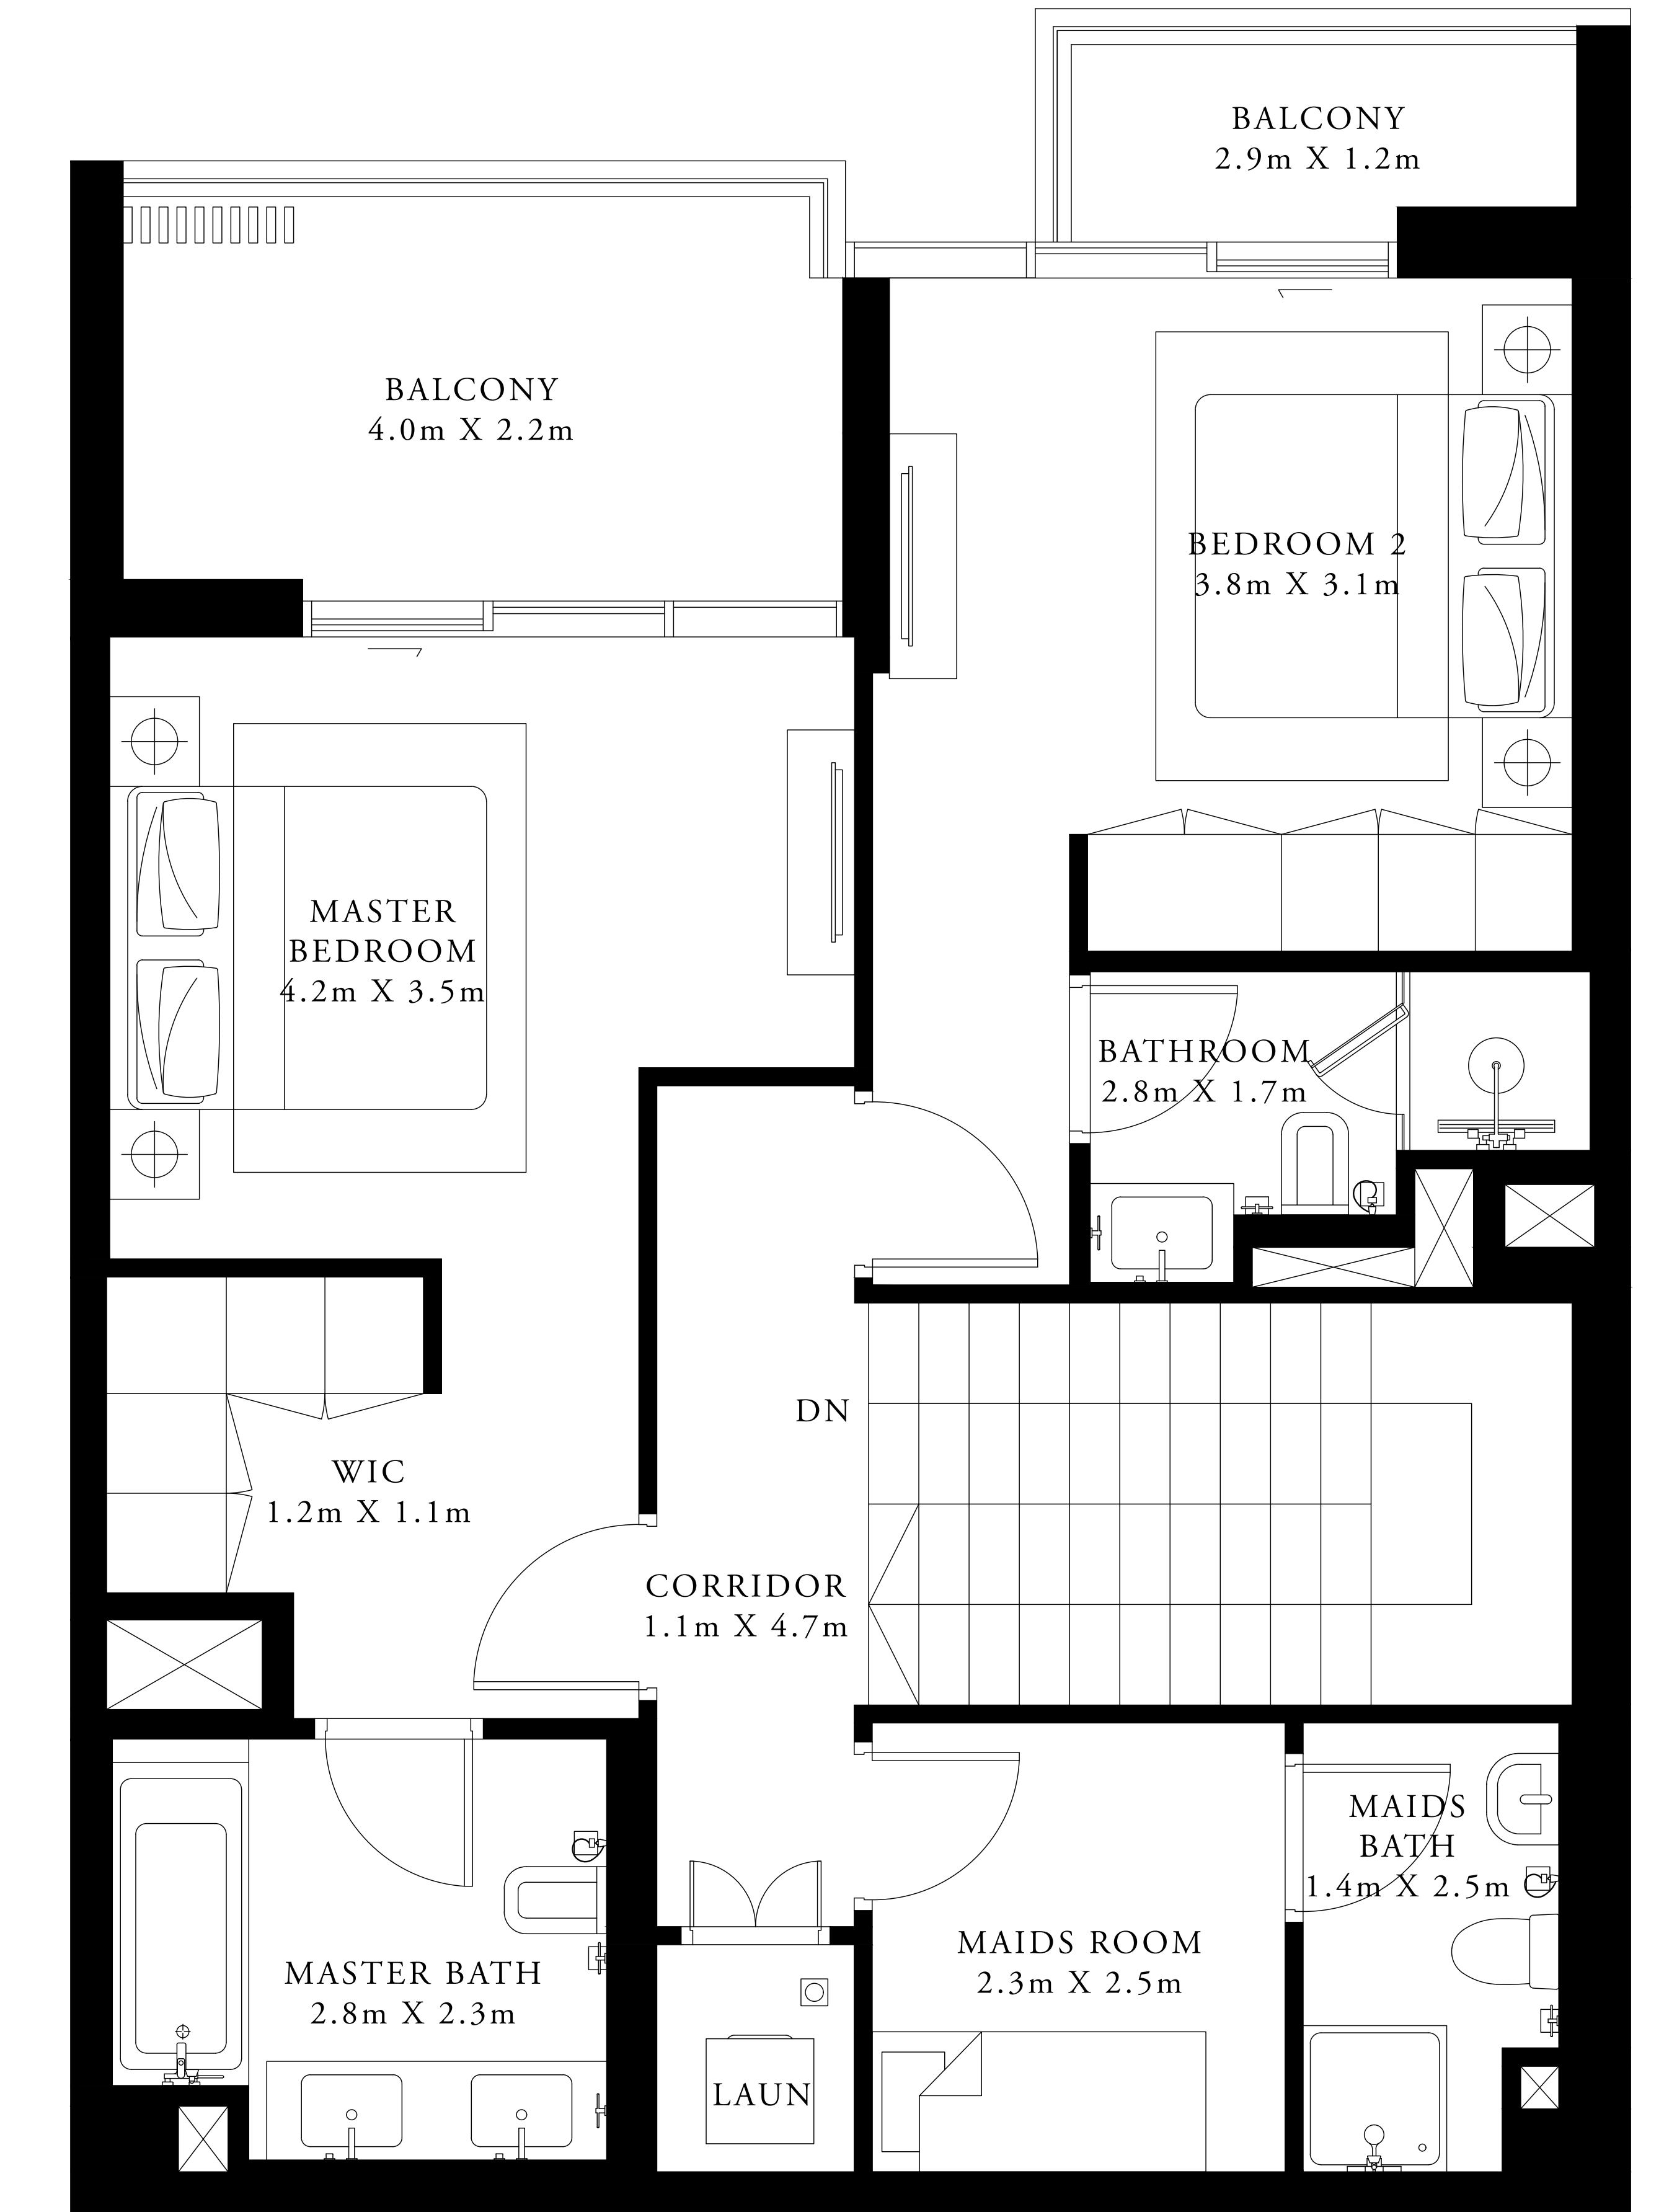 BALCONY
2.9m X 1.2m
BALCONY
4.0m X 2.2m
BEDROOM 2
3.8m X 3.1m
MASTER
BEDROOM
4.2m X 3.5m
BATHROOM
2.8m X 1.7m
DN
WIC
1.2m X 1.1m
CORRIDOR
1.1m X 4.7m
MAIDS
BATH
1.4m X 2.5m
MAIDS ROOM
2.3m X 2.5m
MASTER BATH
2.8m X 2.3m
LAUN